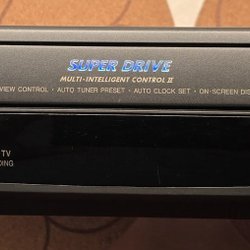 SUPER DRIVE
MULTI-INTELLIGENT CONTROL II
VIEW CONTROL · AUTO TUNER PRESET · AUTO CLOCK SET · ON-SCREEN DIS
TV
DING